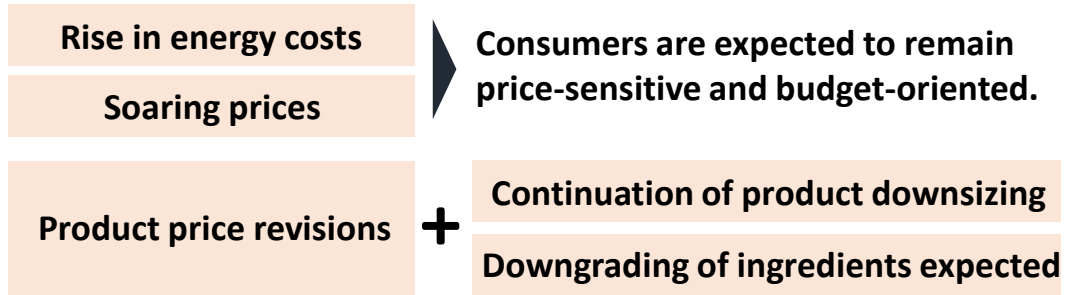 Rise in energy costs
Soaring prices
Consumers are expected to remain
price-sensitive and budget-oriented.
Product price revisions
+
Continuation of product downsizing
Downgrading of ingredients expected